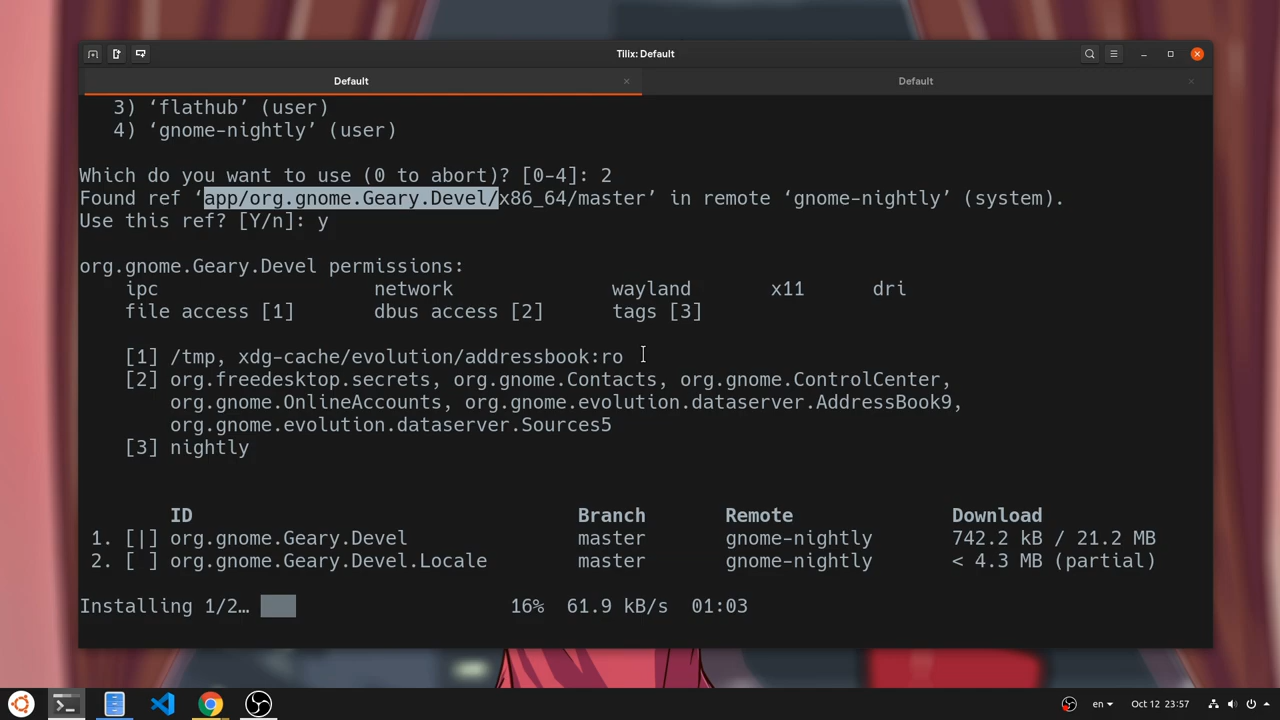 Tilix: Default
Default
Default
3) ‘flathub’ (user)
4) ‘gnome-nightly’ (user)
Which do you want to use (0 to abort)? [0-4]: 2
Found ref ‘app/org.gnome.Geary.Devel/x86_64/master’ in remote ‘gnome-nightly’ (system).
Use this ref? [Y/n]: y
org.gnome.Geary.Devel permissions:
ipc network wayland x11 dri
file access [1] dbus access [2] tags [3]
[1] /tmp, xdg-cache/evolution/addressbook:ro
[2] org.freedesktop.secrets, org.gnome.Contacts, org.gnome.ControlCenter,
org.gnome.OnlineAccounts, org.gnome.evolution.dataserver.AddressBook9,
org.gnome.evolution.dataserver.Sources5
[3] nightly
ID Branch Remote Download
1. [|] org.gnome.Geary.Devel master gnome-nightly 742.2 kB / 21.2 MB
2. [ ] org.gnome.Geary.Devel.Locale master gnome-nightly < 4.3 MB (partial)
Installing 1/2… 16% 61.9 kB/s 01:03
en Oct 12 23:57